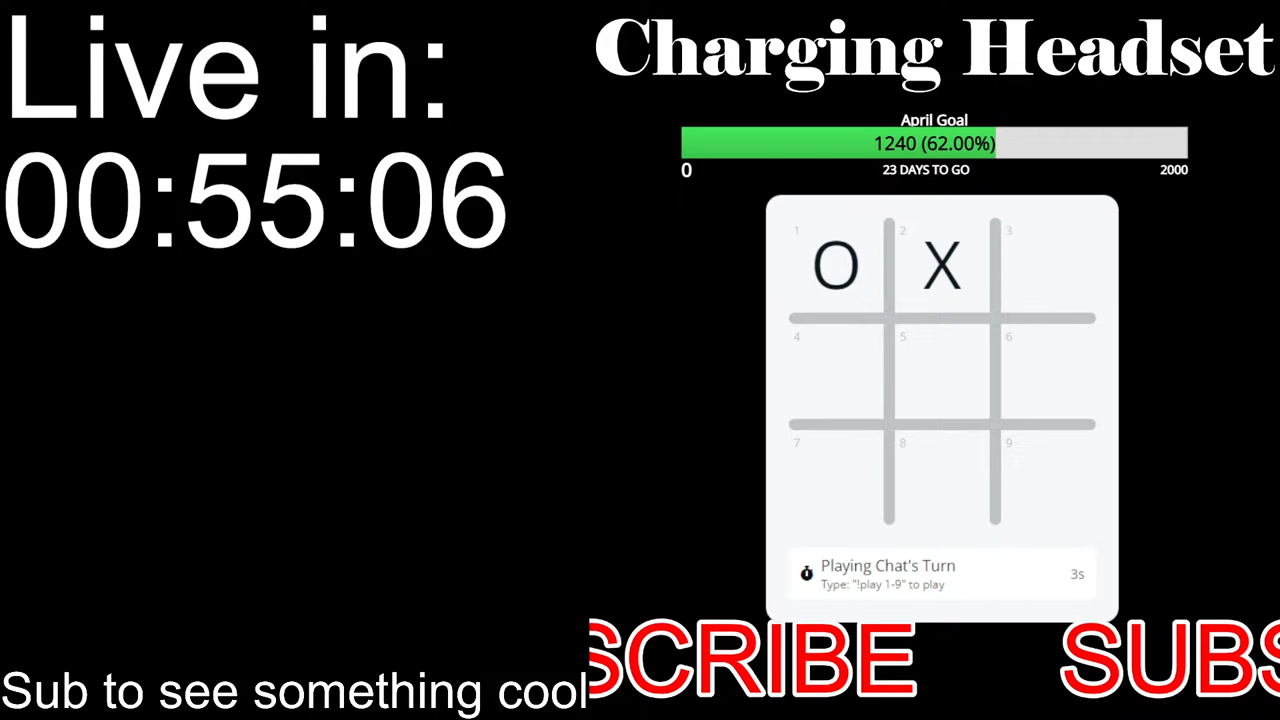 Live in:
00:55:06
Sub to see something cool
Charging Headset
April Goal
1240 (62.00%)
0
23 DAYS TO GO
2000
1
O
2
X
3
4
5
6
7
8
9
Playing Chat's Turn
3s
Type: "!play 1-9" to play
SCRIBE SUBS